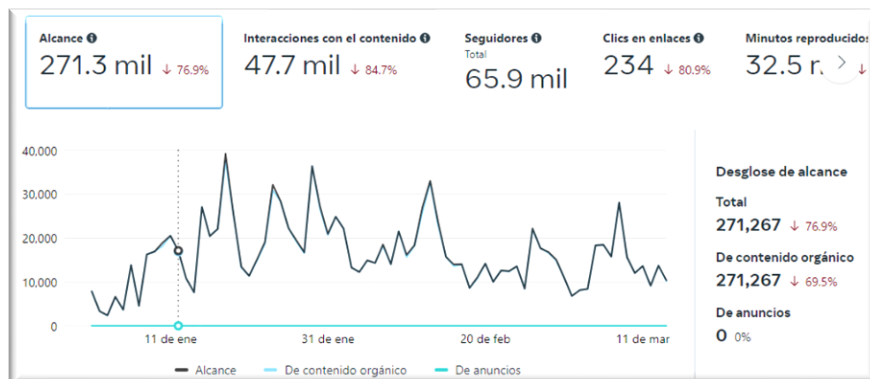 Alcance
271.3 mil ↓ 76.9%
Interacciones con el contenido
47.7 mil ↓ 84.7%
Seguidores
Total
65.9 mil
Clics en enlaces
234 ↓ 80.9%
Minutos reproducidos
32.5 ↓
40,000
30,000
20,000
10,000
0
11 de ene
31 de ene
20 de feb
11 de mar
Alcance
De contenido orgánico
De anuncios
Desglose de alcance
Total
271,267 ↓ 76.9%
De contenido orgánico
271,267 ↓ 69.5%
De anuncios
0 0%